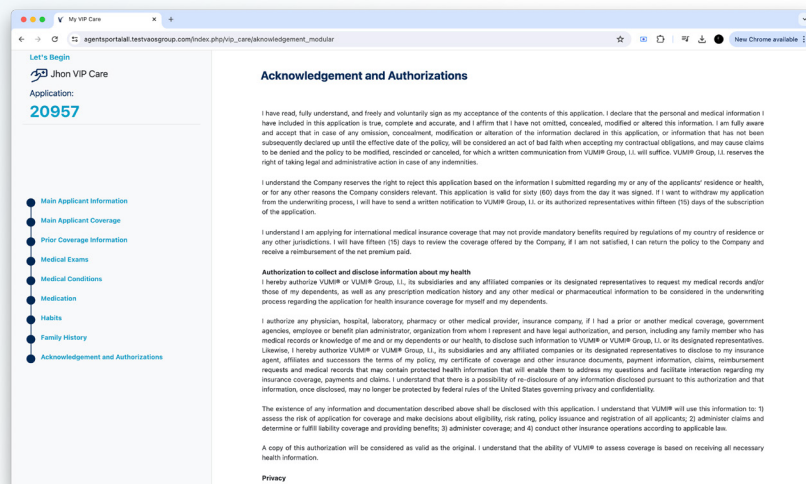 My VIP Care
agentsportalall.testvaosgroup.com/index.php/vip_care/aknowledgement_modular
New Chrome available
Let's Begin
Jhon VIP Care
Application:
20957
Main Applicant Information
Main Applicant Coverage
Prior Coverage Information
Medical Exams
Medical Conditions
Medication
Habits
Family History
Acknowledgement and Authorizations
Acknowledgement and Authorizations
I have read, fully understand, and freely and voluntarily sign as my acceptance of the contents of this application. I declare that the personal and medical information I
have included in this application is true, complete and accurate, and I affirm that I have not omitted, concealed, modified or altered this information. I am fully aware
and accept that in case of any omission, concealment, modification or alteration of the information declared in this application, or information that has not been
subsequently declared up until the effective date of the policy, will be considered an act of bad faith when accepting my contractual obligations, and may cause claims
to be denied and the policy to be modified, rescinded or canceled, for which a written communication from VUMI® Group, I.I. will suffice. VUMI® Group, I.I. reserves the
right of taking legal and administrative action in case of any indemnities.
I understand the Company reserves the right to reject this application based on the information I submitted regarding my or any of the applicants' residence or health,
or for any other reasons the Company considers relevant. This application is valid for sixty (60) days from the day it was signed. If I want to withdraw my application
from the underwriting process, I will have to send a written notification to VUMI® Group, I.I. or its authorized representatives within fifteen (15) days of the subscription
of the application.
I understand I am applying for international medical insurance coverage that may not provide mandatory benefits required by regulations of my country of residence or
any other jurisdictions. I will have fifteen (15) days to review the coverage offered by the Company, if I am not satisfied, I can return the policy to the Company and
receive a reimbursement of the net premium paid.
Authorization to collect and disclose information about my health
I hereby authorize VUMI® or VUMI® Group, I.I., its subsidiaries and any affiliated companies or its designated representatives to request my medical records and/or
those of my dependents, as well as any prescription medication history and any other medical or pharmaceutical information to be considered in the underwriting
process regarding the application for health insurance coverage for myself and my dependents.
I authorize any physician, hospital, laboratory, pharmacy or other medical provider, insurance company, if I had a prior or another medical coverage, government
agencies, employee or benefit plan administrator, organization from whom I represent and have legal authorization, and person, including any family member who has
medical records or knowledge of me and or my dependents or our health, to disclose such information to VUMI® or VUMI® Group, I.I. or its designated representatives.
Likewise, I hereby authorize VUMI® or VUMI® Group, I.I., its subsidiaries and any affiliated companies or its designated representatives to disclose to my insurance
agent, affiliates and successors the terms of my policy, my certificate of coverage and other insurance documents, payment information, claims, reimbursement
requests and medical records that may contain protected health information that will enable them to address my questions and facilitate interaction regarding my
insurance coverage, payments and claims. I understand that there is a possibility of re-disclosure of any information disclosed pursuant to this authorization and that
information, once disclosed, may no longer be protected by federal rules of the United States governing privacy and confidentiality.
The existence of any information and documentation described above shall be disclosed with this application. I understand that VUMI® will use this information to: 1)
assess the risk of application for coverage and make decisions about eligibility, risk rating, policy issuance and registration of all applicants; 2) administer claims and
determine or fulfill liability coverage and providing benefits; 3) administer coverage; and 4) conduct other insurance operations according to applicable law.
A copy of this authorization will be considered as valid as the original. I understand that the ability of VUMI® to assess coverage is based on receiving all necessary
health information.
Privacy